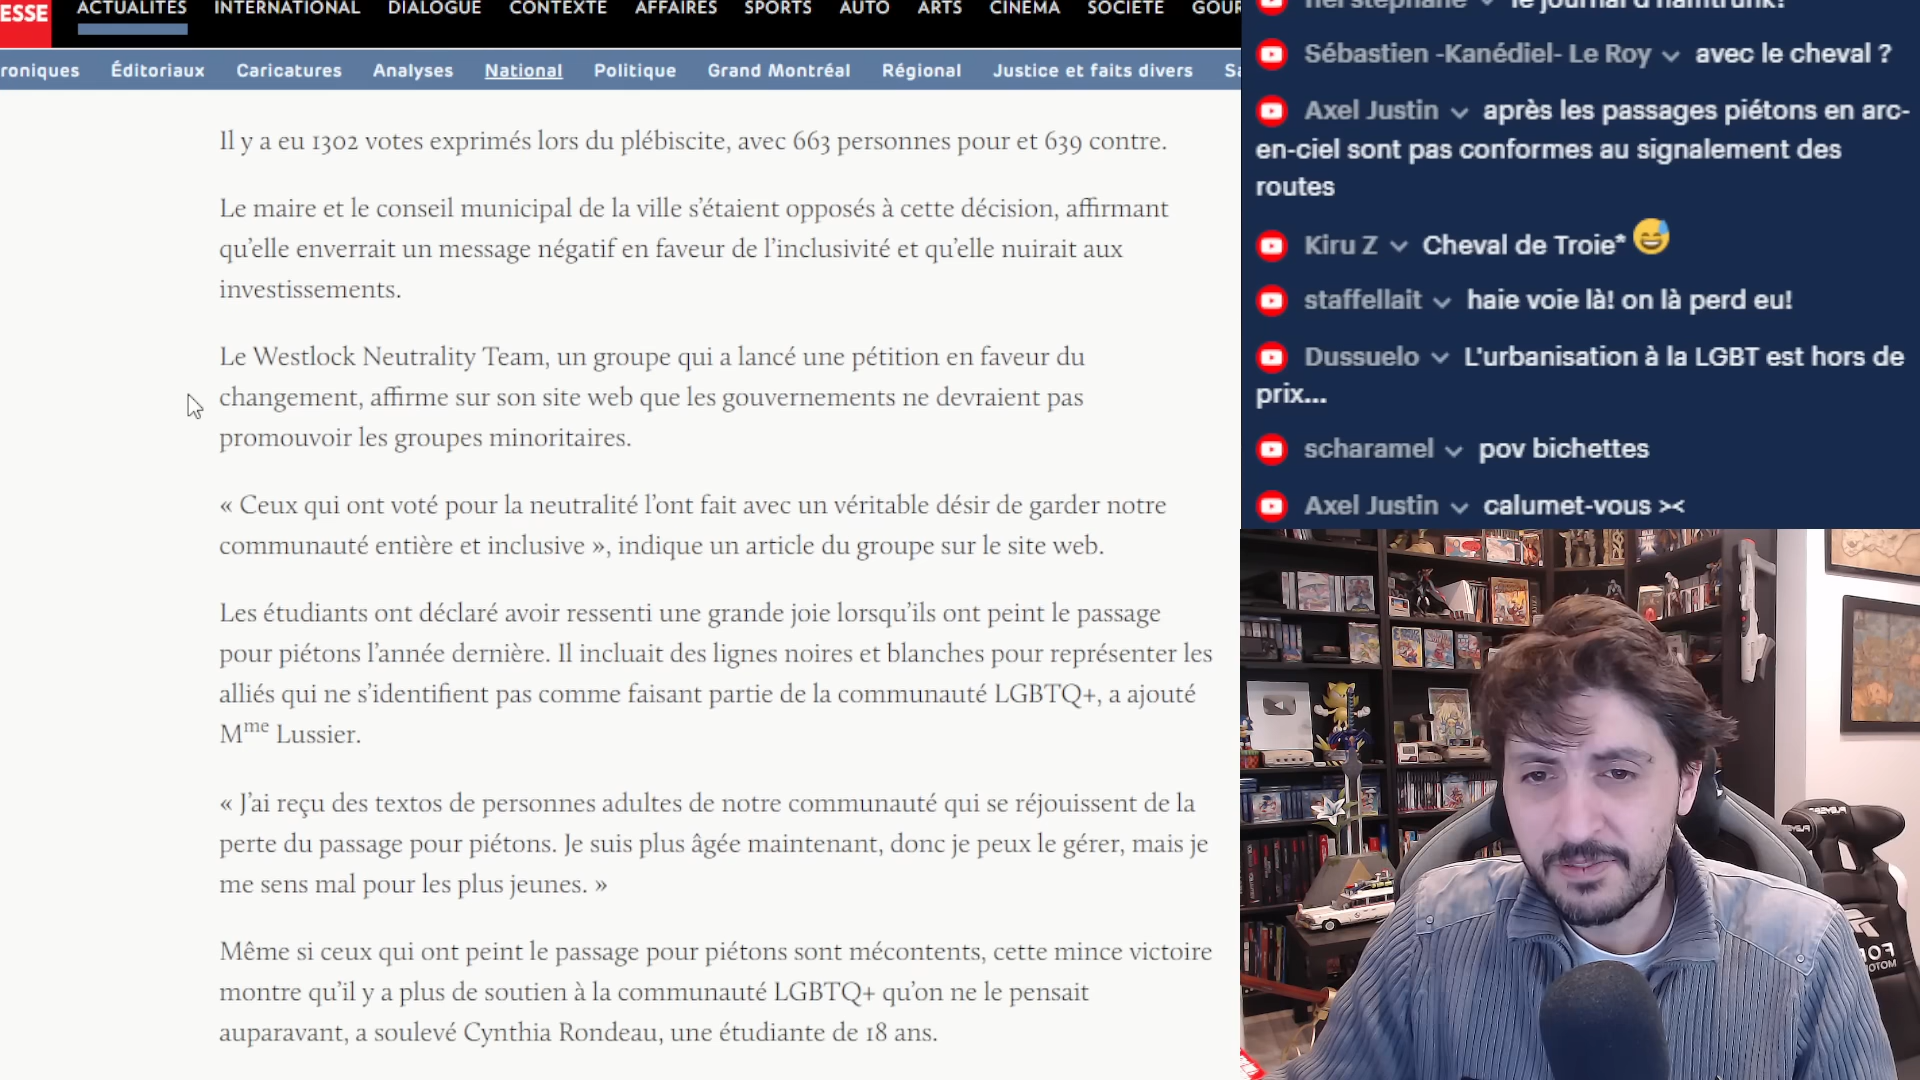 ESSE
ACTUALITÉS INTERNATIONAL DIALOGUE CONTEXTE AFFAIRES SPORTS AUTO ARTS CINÉMA SOCIÉTÉ GOUR
roniques Éditoriaux Caricatures Analyses National Politique Grand Montréal Régional Justice et faits divers Sa
Il y a eu 1302 votes exprimés lors du plébiscite, avec 663 personnes pour et 639 contre.
Le maire et le conseil municipal de la ville s’étaient opposés à cette décision, affirmant
qu’elle enverrait un message négatif en faveur de l’inclusivité et qu’elle nuirait aux
investissements.
Le Westlock Neutrality Team, un groupe qui a lancé une pétition en faveur du
changement, affirme sur son site web que les gouvernements ne devraient pas
promouvoir les groupes minoritaires.
« Ceux qui ont voté pour la neutralité l’ont fait avec un véritable désir de garder notre
communauté entière et inclusive », indique un article du groupe sur le site web.
Les étudiants ont déclaré avoir ressenti une grande joie lorsqu’ils ont peint le passage
pour piétons l’année dernière. Il incluait des lignes noires et blanches pour représenter les
alliés qui ne s’identifient pas comme faisant partie de la communauté LGBTQ+, a ajouté
Mme Lussier.
« J’ai reçu des textos de personnes adultes de notre communauté qui se réjouissent de la
perte du passage pour piétons. Je suis plus âgée maintenant, donc je peux le gérer, mais je
me sens mal pour les plus jeunes. »
Même si ceux qui ont peint le passage pour piétons sont mécontents, cette mince victoire
montre qu’il y a plus de soutien à la communauté LGBTQ+ qu’on ne le pensait
auparavant, a soulevé Cynthia Rondeau, une étudiante de 18 ans.
le journal d'hamtrunk!
Sébastien -Kanédiel- Le Roy avec le cheval ?
Axel Justin après les passages piétons en arc-
en-ciel sont pas conformes au signalement des
routes
Kiru Z Cheval de Troie* 😅
staffellait haie voie là! on là perd eu!
Dussuelo L'urbanisation à la LGBT est hors de
prix...
scharamel pov bichettes
Axel Justin calumet-vous ><